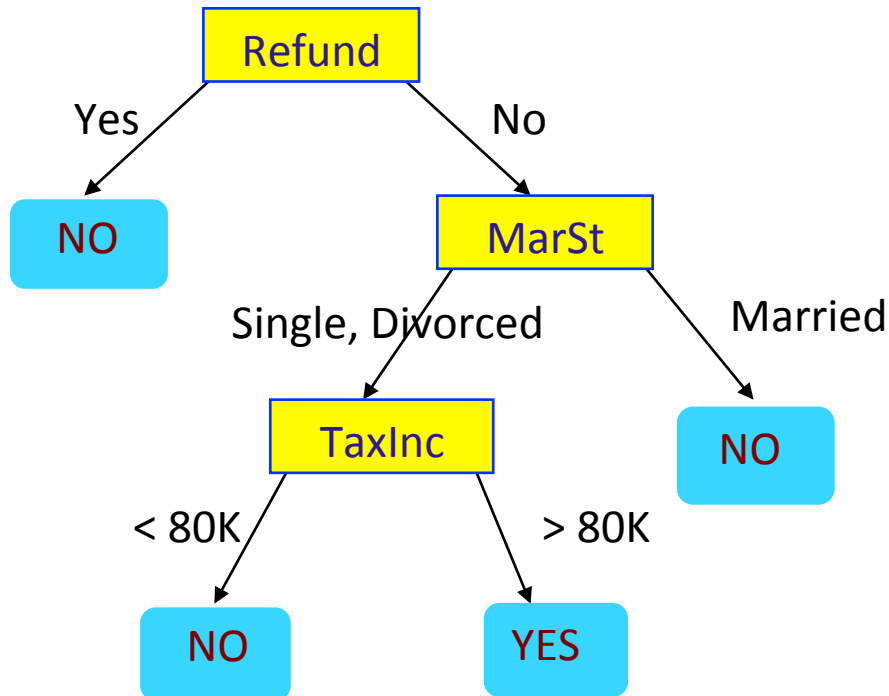 Refund
Yes
No
NO
MarSt
Single, Divorced
Married
TaxInc
NO
< 80K
> 80K
NO
YES